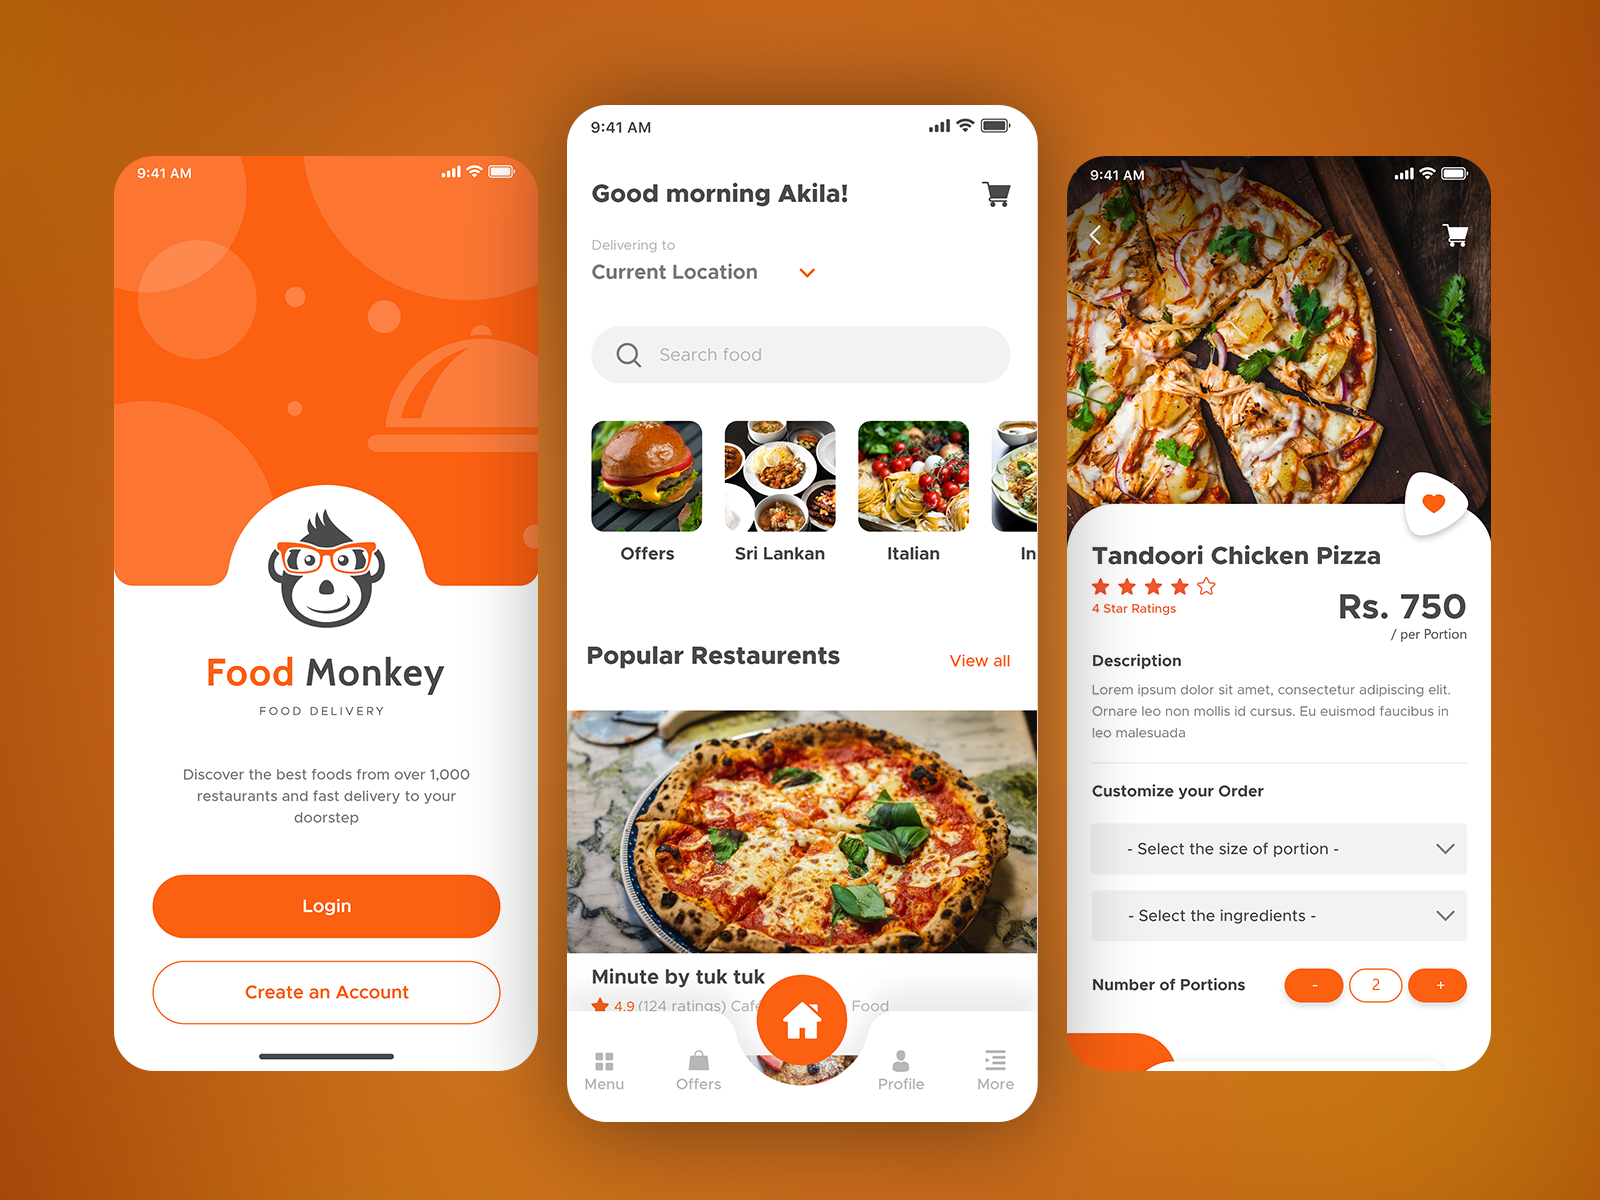 9:41 AM
Food Monkey
FOOD DELIVERY
Discover the best foods from over 1,000
restaurants and fast delivery to your
doorstep
Login
Create an Account
9:41 AM
Good morning Akila!
Delivering to
Current Location
Search food
Offers
Sri Lankan
Italian
In
Popular Restaurents
View all
Minute by tuk tuk
4.9 (124 ratings) Café Food
Menu
Offers
Profile
More
9:41 AM
Tandoori Chicken Pizza
4 Star Ratings
Rs. 750
/ per Portion
Description
Lorem ipsum dolor sit amet, consectetur adipiscing elit.
Ornare leo non mollis id cursus. Eu euismod faucibus in
leo malesuada
Customize your Order
- Select the size of portion -
- Select the ingredients -
Number of Portions
- 2 +